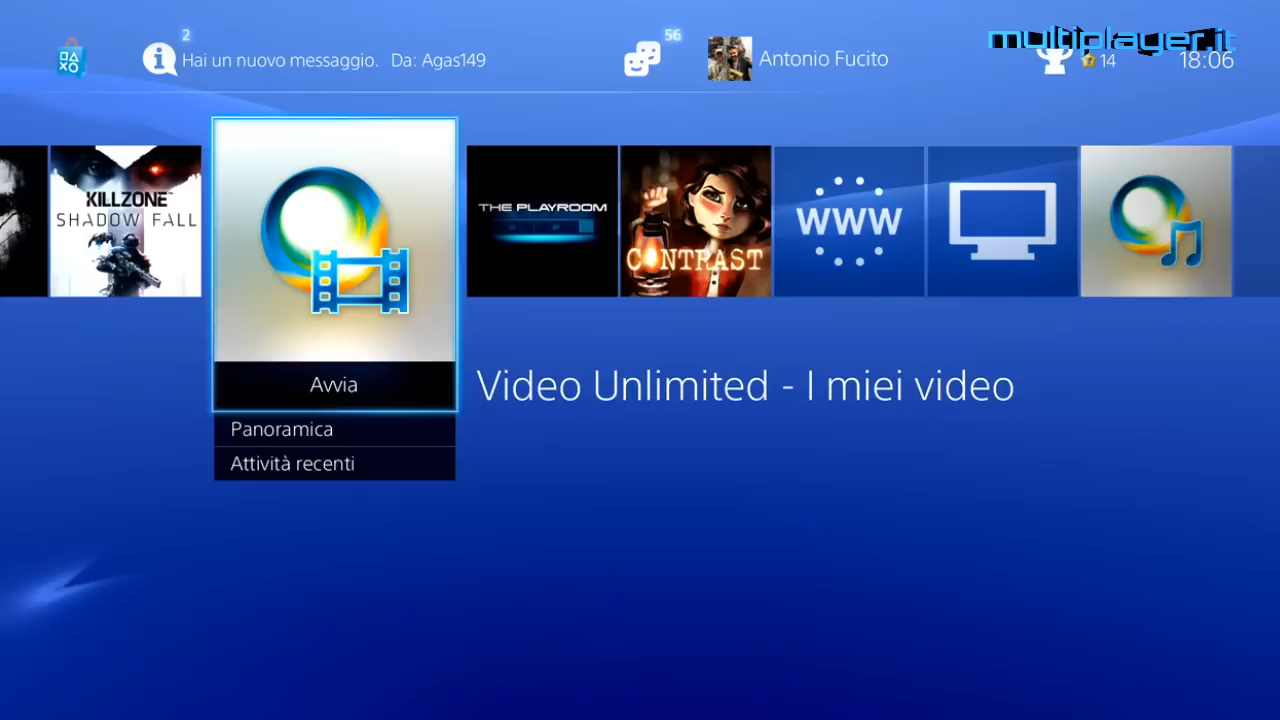 2
Hai un nuovo messaggio. Da: Agas149
56
Antonio Fucito
multiplayer.it
14
18:06
KILLZONE
SHADOW FALL
THE PLAYROOM
CONTRAST
WWW
Avvia
Video Unlimited - I miei video
Panoramica
Attività recenti